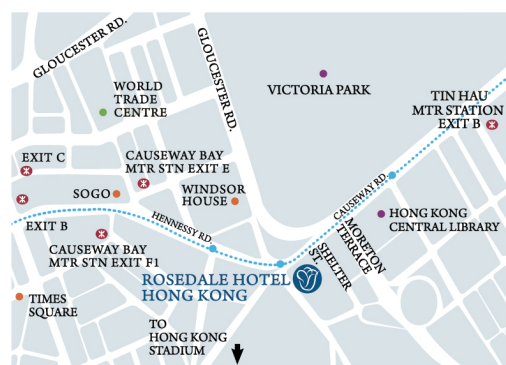 GLOUCESTER RD.
GLOUCESTER RD.
WORLD
TRADE
CENTRE
VICTORIA PARK
TIN HAU
MTR STATION
EXIT B
EXIT C
CAUSEWAY BAY
MTR STN EXIT E
SOGO
WINDSOR
HOUSE
CAUSEWAY RD.
HONG KONG
CENTRAL LIBRARY
EXIT B
HENNESSY RD.
CAUSEWAY BAY
MTR STN EXIT F1
MORETON
TERRACE
SHELTER
ST.
ROSEDALE HOTEL
HONG KONG
TIMES
SQUARE
TO
HONG KONG
STADIUM